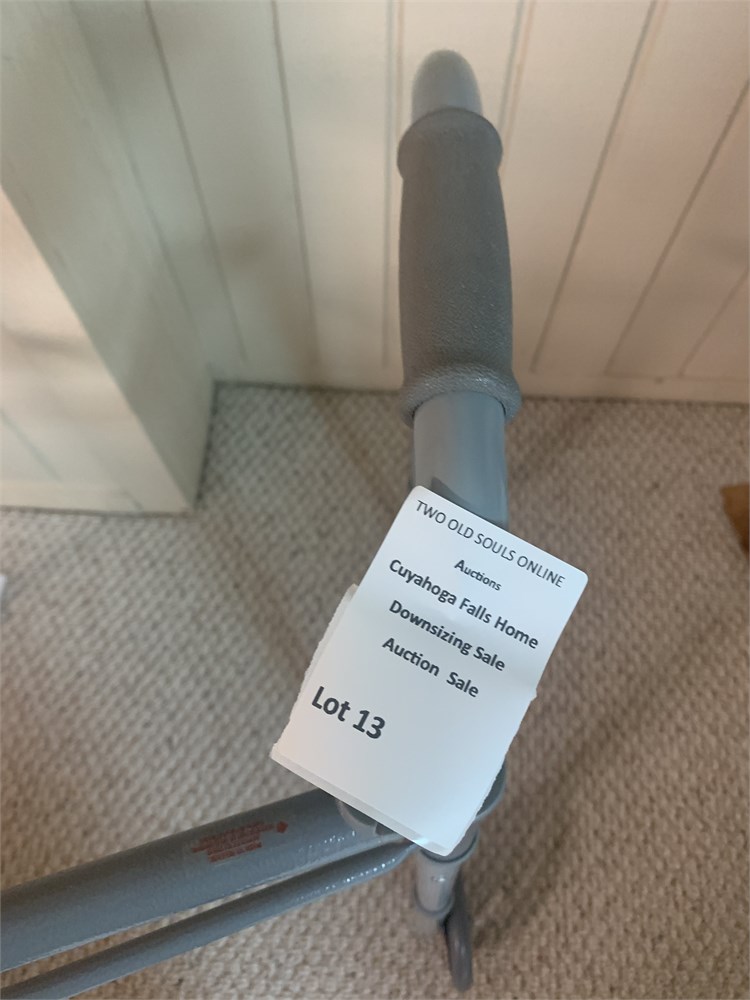 TWO OLD SOULS ONLINE
Auctions
Cuyahoga Falls Home
Downsizing Sale
Auction Sale
Lot 13